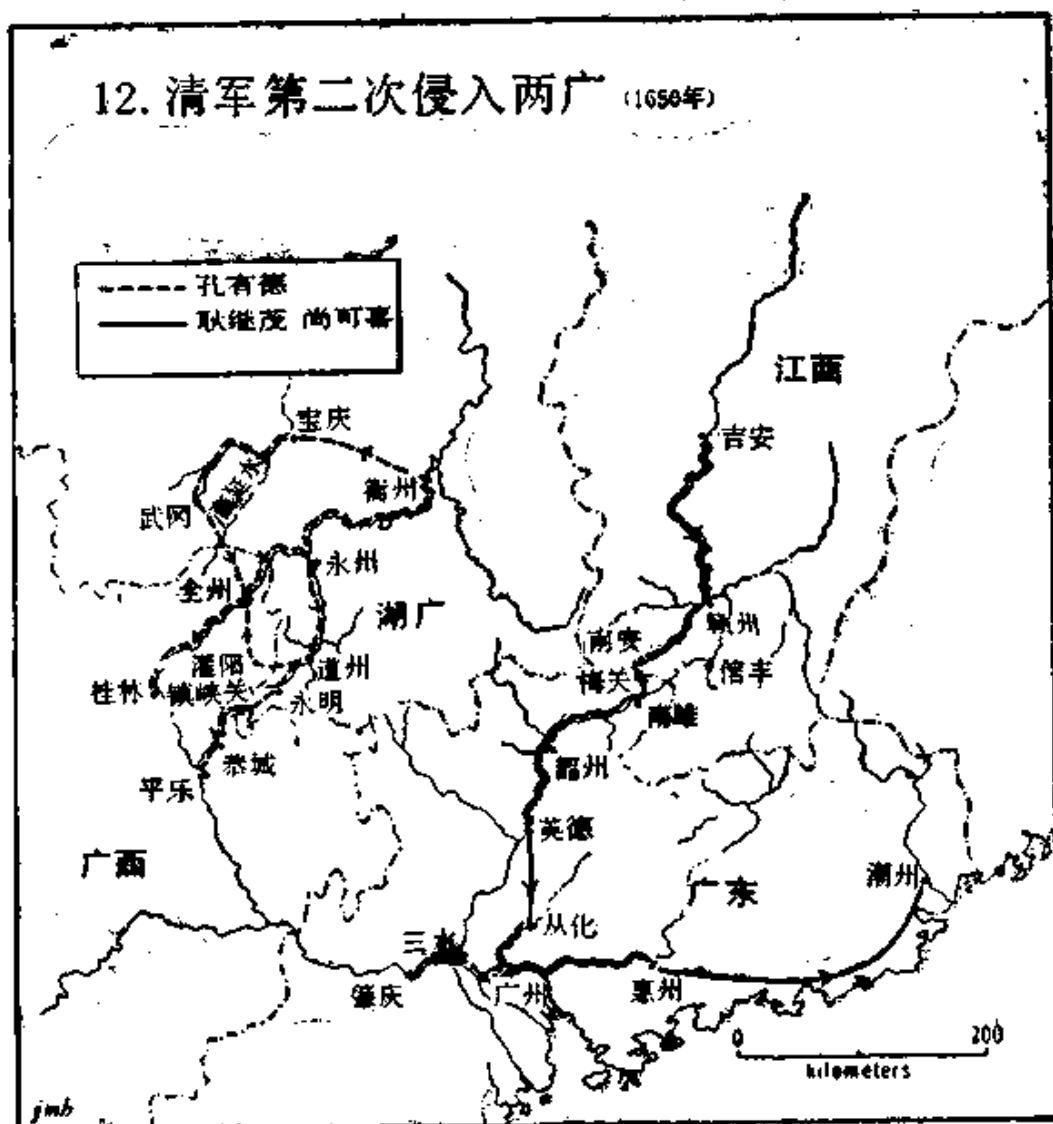 12. 清军第二次侵入两广 (1650年)
孔有德
耿继茂 尚可喜
江西
宝庆
吉安
衡州
武冈
永州
全州
湖广
赣州
南安
灌阳
道州
梅关
信丰
桂林
镇峡关
永明
南雄
恭城
韶州
平乐
英德
广西
广东
潮州
从化
三水
肇庆
广州
惠州
0 200
kilometers
jmb